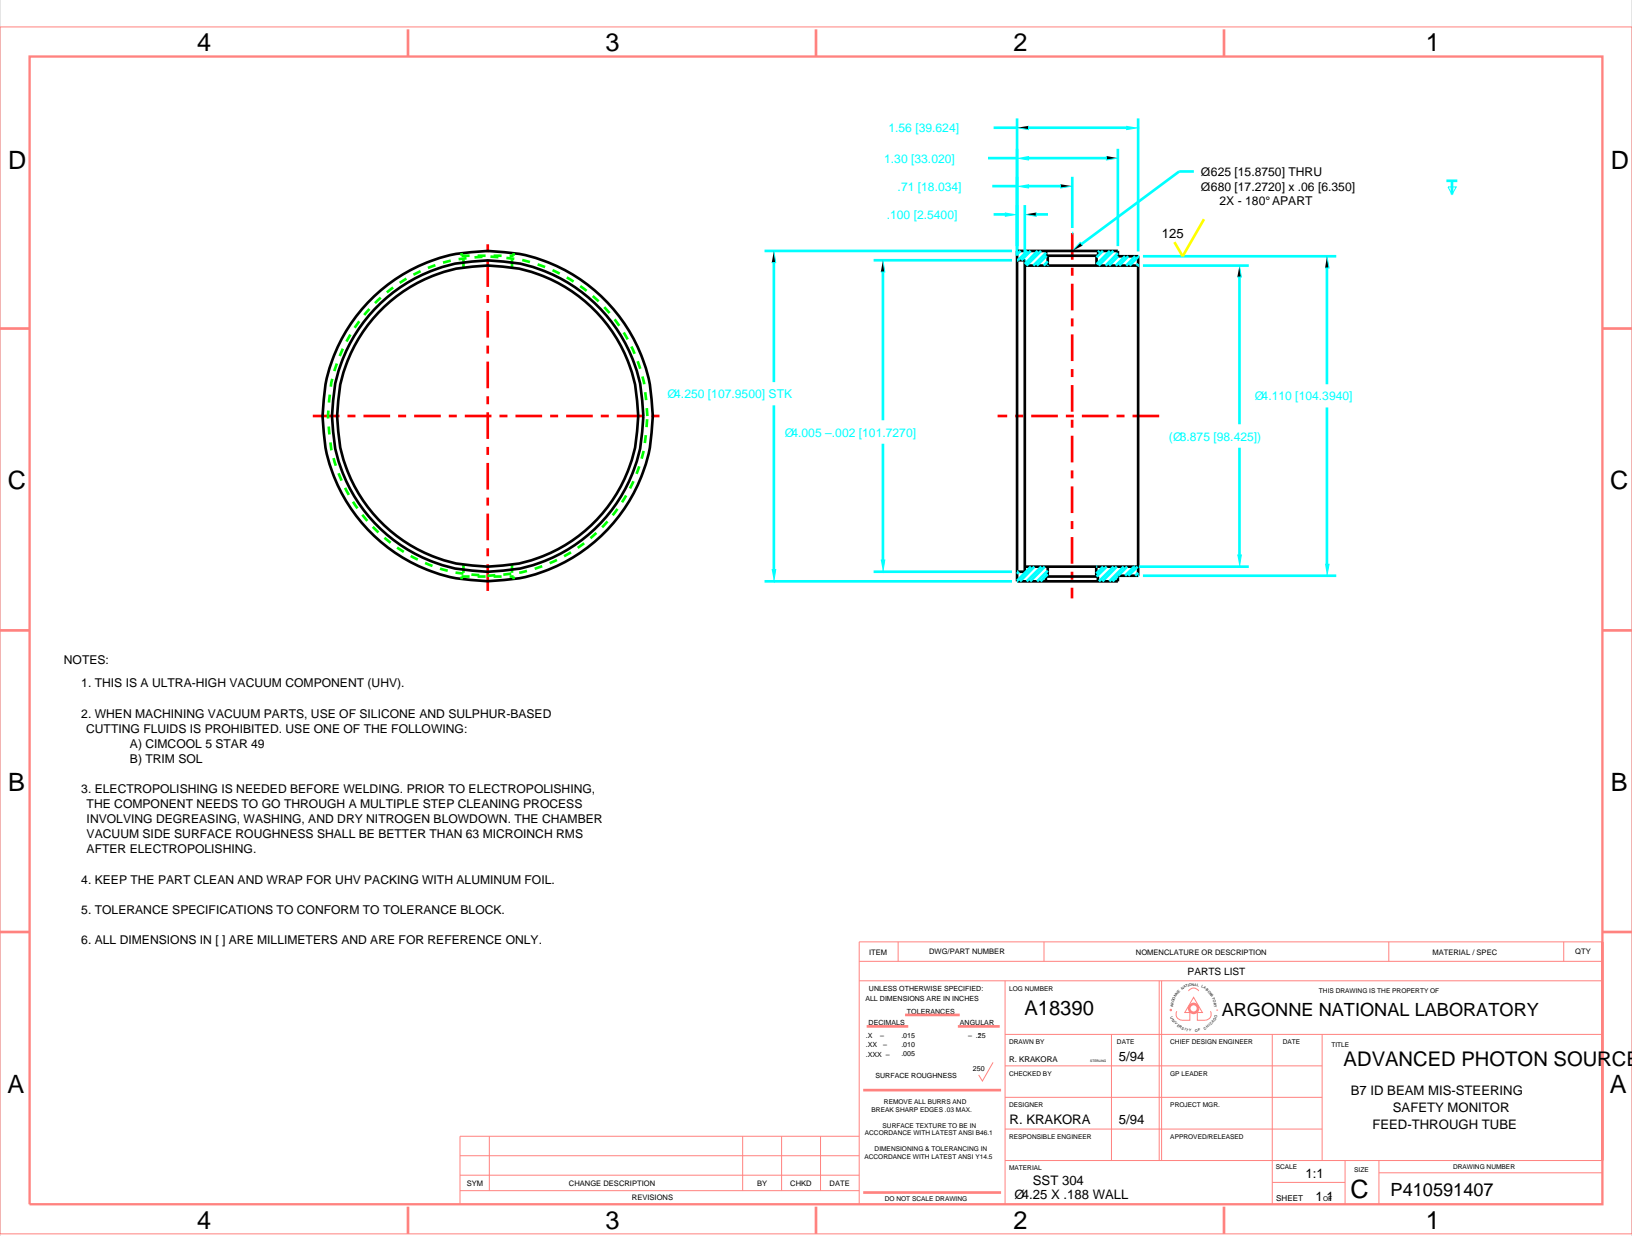 4 3 2 1
D D
C C
B B
A A
1.56 [39.624]
1.30 [33.020]
.71 [18.034]
.100 [2.5400]
Ø625 [15.8750] THRU
Ø680 [17.2720] x .06 [6.350]
2X - 180° APART
125
Ø4.250 [107.9500] STK
Ø4.005 –.002 [101.7270]
Ø4.110 [104.3940]
(Ø3.875 [98.425])
NOTES:
1. THIS IS A ULTRA-HIGH VACUUM COMPONENT (UHV).
2. WHEN MACHINING VACUUM PARTS, USE OF SILICONE AND SULPHUR-BASED
CUTTING FLUIDS IS PROHIBITED. USE ONE OF THE FOLLOWING:
A) CIMCOOL 5 STAR 49
B) TRIM SOL
3. ELECTROPOLISHING IS NEEDED BEFORE WELDING. PRIOR TO ELECTROPOLISHING,
THE COMPONENT NEEDS TO GO THROUGH A MULTIPLE STEP CLEANING PROCESS
INVOLVING DEGREASING, WASHING, AND DRY NITROGEN BLOWDOWN. THE CHAMBER
VACUUM SIDE SURFACE ROUGHNESS SHALL BE BETTER THAN 63 MICROINCH RMS
AFTER ELECTROPOLISHING.
4. KEEP THE PART CLEAN AND WRAP FOR UHV PACKING WITH ALUMINUM FOIL.
5. TOLERANCE SPECIFICATIONS TO CONFORM TO TOLERANCE BLOCK.
6. ALL DIMENSIONS IN [ ] ARE MILLIMETERS AND ARE FOR REFERENCE ONLY.
ITEM DWG/PART NUMBER NOMENCLATURE OR DESCRIPTION MATERIAL / SPEC QTY
PARTS LIST
UNLESS OTHERWISE SPECIFIED:
ALL DIMENSIONS ARE IN INCHES
TOLERANCES
DECIMALS ANGULAR
.X – .015 – .25
.XX – .010
.XXX – .005
SURFACE ROUGHNESS 250
REMOVE ALL BURRS AND
BREAK SHARP EDGES .03 MAX.
SURFACE TEXTURE TO BE IN
ACCORDANCE WITH LATEST ANSI B46.1
DIMENSIONING & TOLERANCING IN
ACCORDANCE WITH LATEST ANSI Y14.5
DO NOT SCALE DRAWING
LOG NUMBER
A18390
THIS DRAWING IS THE PROPERTY OF
ARGONNE NATIONAL LABORATORY
DRAWN BY DATE CHIEF DESIGN ENGINEER DATE
R. KRAKORA 5/94
CHECKED BY GP LEADER
DESIGNER PROJECT MGR.
R. KRAKORA 5/94
RESPONSIBLE ENGINEER APPROVED/RELEASED
TITLE
ADVANCED PHOTON SOURCE
B7 ID BEAM MIS-STEERING
SAFETY MONITOR
FEED-THROUGH TUBE
MATERIAL
SST 304
Ø4.25 X .188 WALL
SCALE 1:1
SHEET 1 of 1
SIZE
C
DRAWING NUMBER
P410591407
SYM CHANGE DESCRIPTION BY CHKD DATE
REVISIONS
4 3 2 1